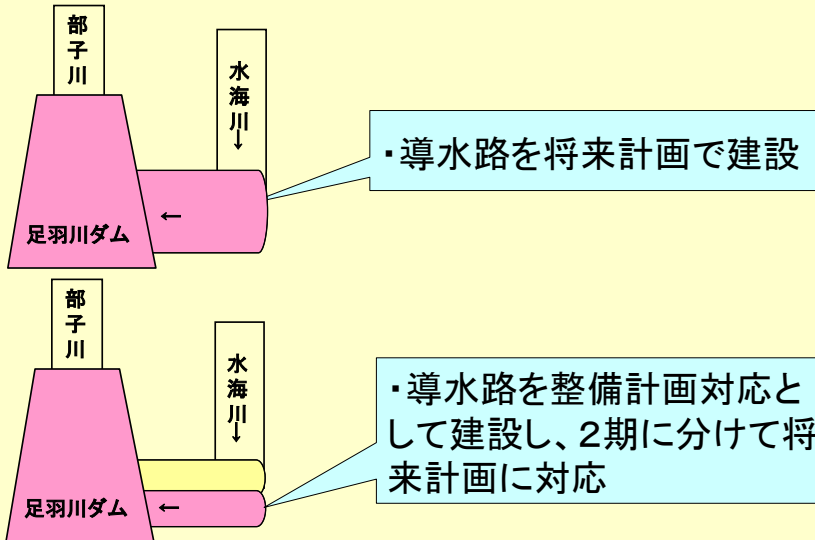 部子川
水海川↓
・導水路を将来計画で建設
←
足羽川ダム
部子川
水海川↓
・導水路を整備計画対応と
して建設し、２期に分けて将
来計画に対応
足羽川ダム
←